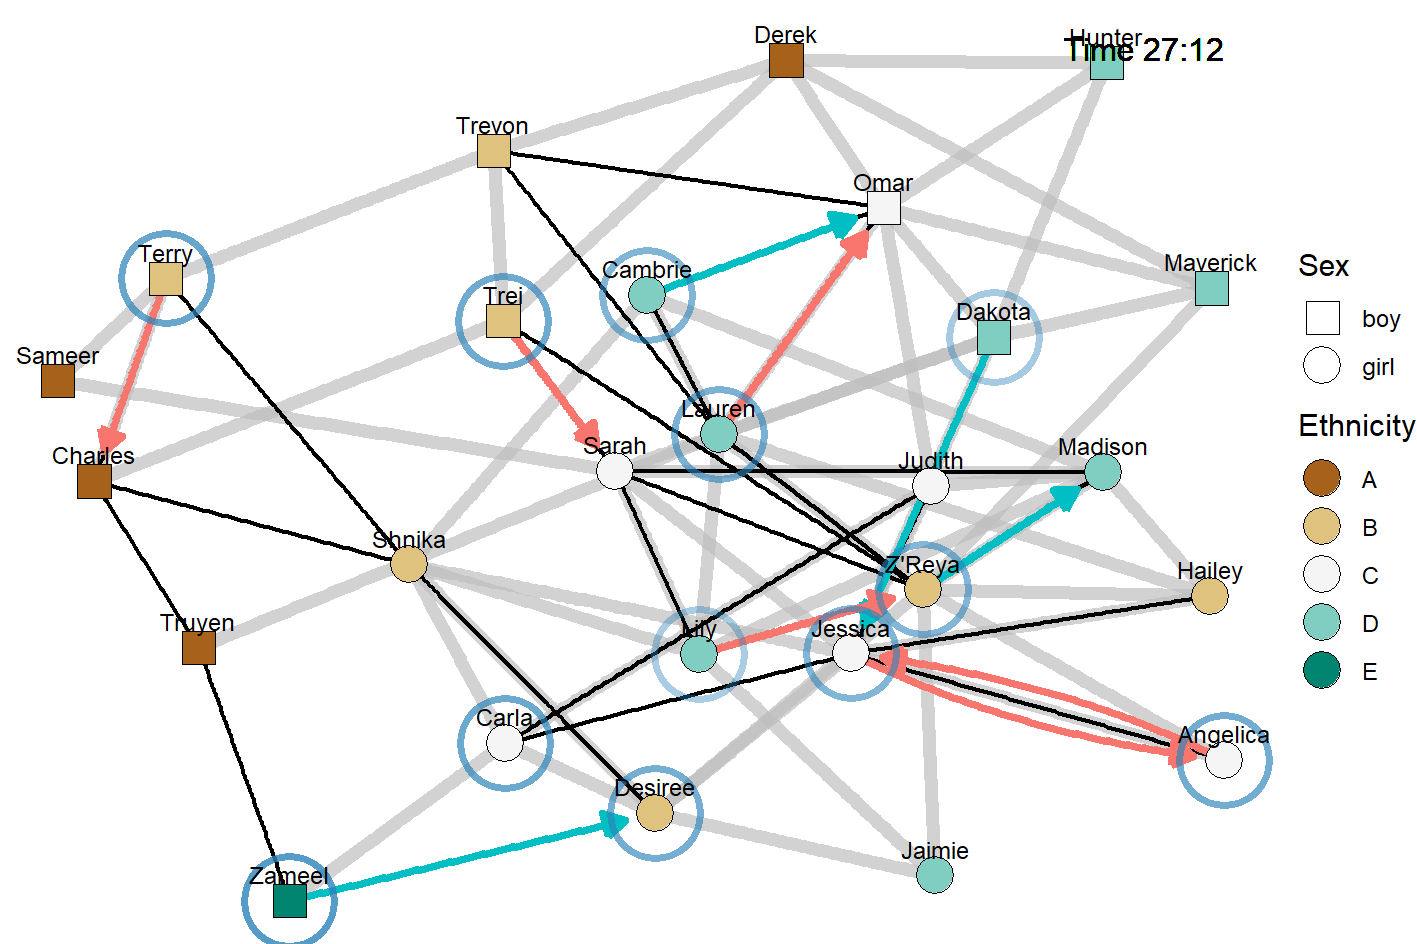 Derek
Hunter
Time 27:12
Trevon
Omar
Terry
Cambrie
Maverick
Trei
Dakota
Sameer
Lauren
Charles
Sarah
Judith
Madison
Shnika
Z'Reya
Hailey
Truyen
Lily
Jessica
Carla
Angelica
Desiree
Jaimie
Zameel
Sex
boy
girl
Ethnicity
A
B
C
D
E